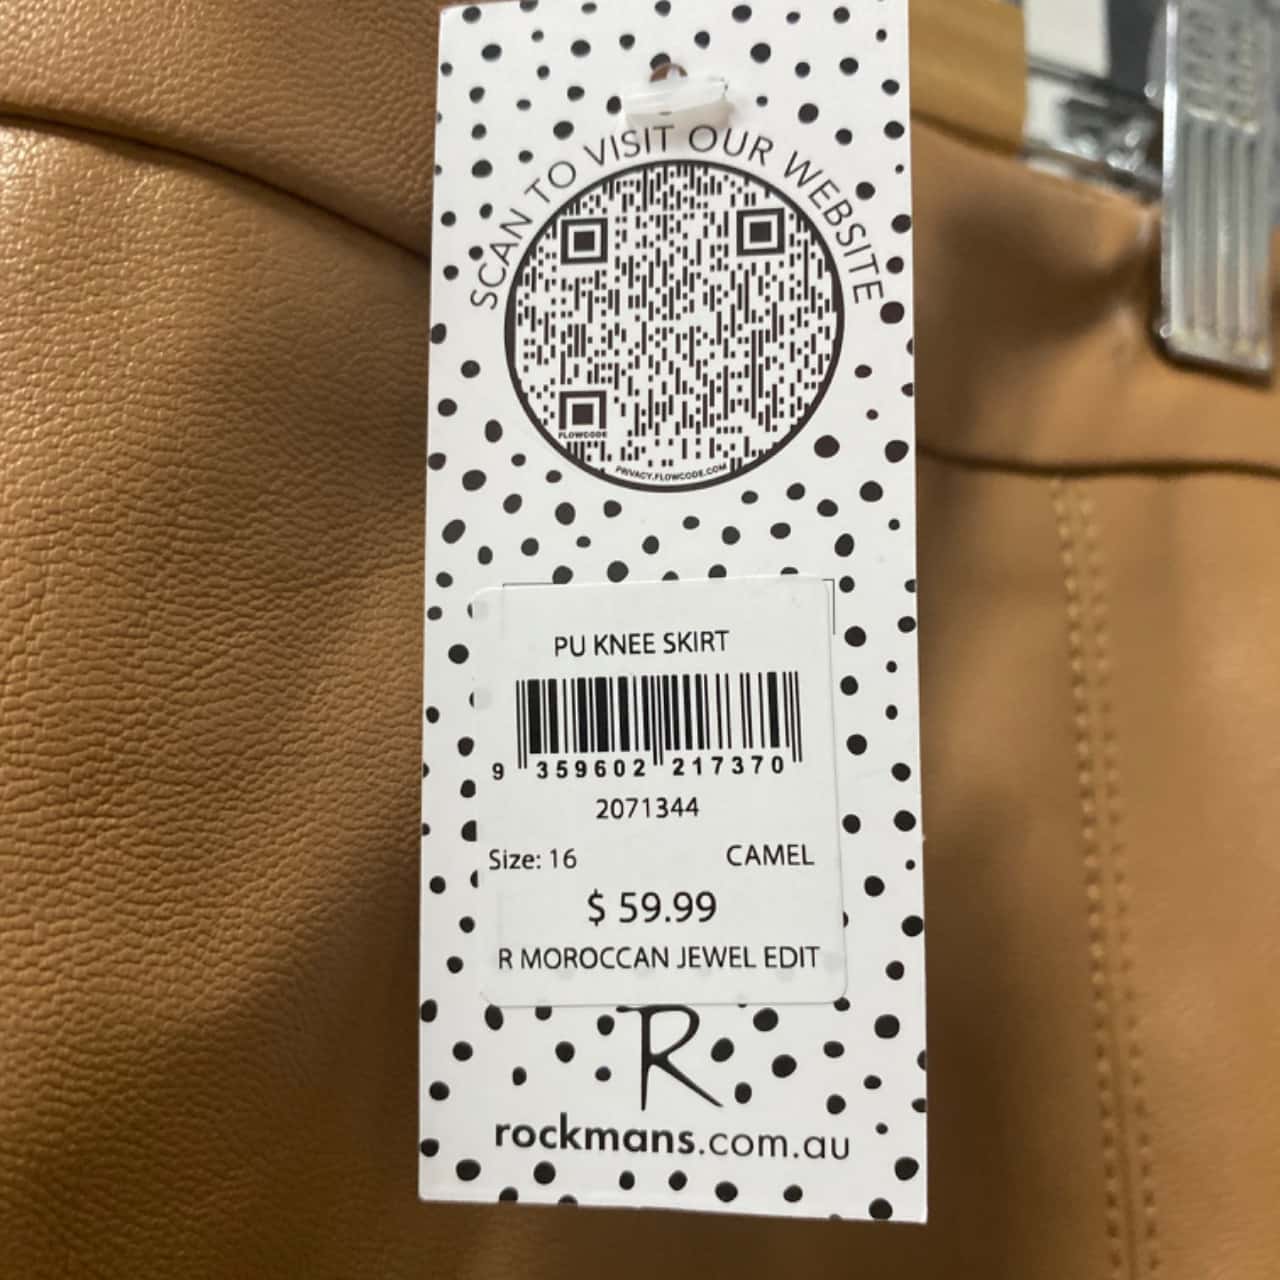 SCAN TO VISIT OUR WEBSITE
FLOWCODE
PRIVACY.FLOWCODE.COM
PU KNEE SKIRT
9 359602 217370
2071344
Size: 16 CAMEL
$ 59.99
R MOROCCAN JEWEL EDIT
R
rockmans.com.au